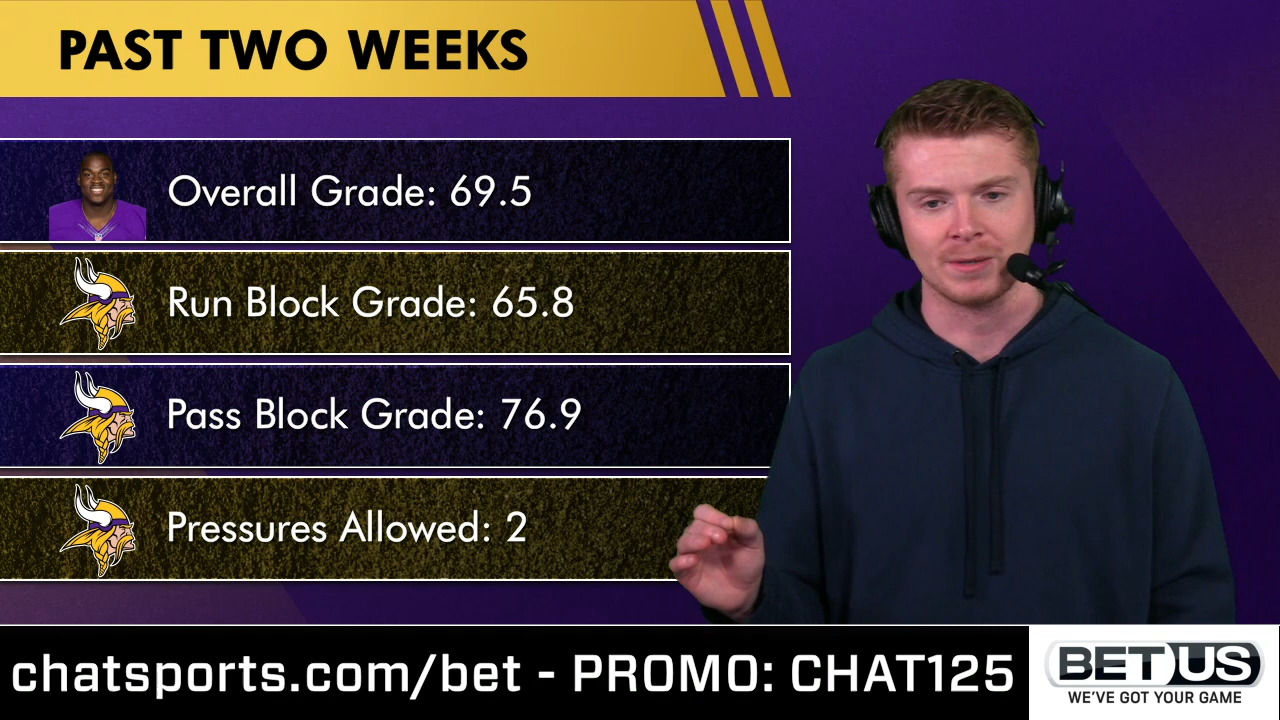 PAST TWO WEEKS
Overall Grade: 69.5
Run Block Grade: 65.8
Pass Block Grade: 76.9
Pressures Allowed: 2
chatsports.com/bet - PROMO: CHAT125
BETUS
WE'VE GOT YOUR GAME